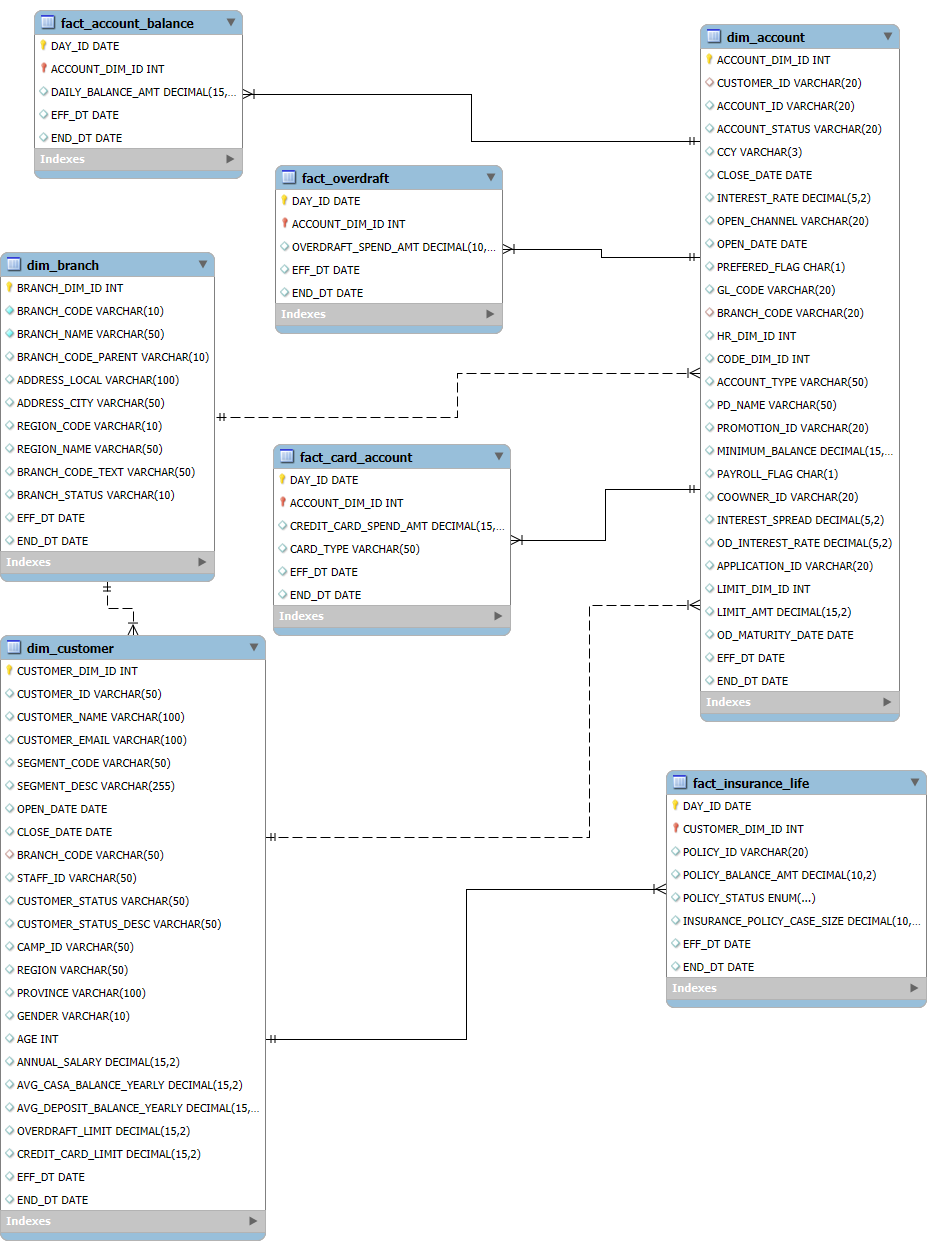 fact_account_balance
DAY_ID DATE
ACCOUNT_DIM_ID INT
DAILY_BALANCE_AMT DECIMAL(15,...
EFF_DT DATE
END_DT DATE
Indexes
dim_account
ACCOUNT_DIM_ID INT
CUSTOMER_ID VARCHAR(20)
ACCOUNT_ID VARCHAR(20)
ACCOUNT_STATUS VARCHAR(20)
CCY VARCHAR(3)
CLOSE_DATE DATE
INTEREST_RATE DECIMAL(5,2)
OPEN_CHANNEL VARCHAR(20)
OPEN_DATE DATE
PREFERED_FLAG CHAR(1)
GL_CODE VARCHAR(20)
BRANCH_CODE VARCHAR(20)
HR_DIM_ID INT
CODE_DIM_ID INT
ACCOUNT_TYPE VARCHAR(50)
PD_NAME VARCHAR(50)
PROMOTION_ID VARCHAR(20)
MINIMUM_BALANCE DECIMAL(15,...
PAYROLL_FLAG CHAR(1)
COOWNER_ID VARCHAR(20)
INTEREST_SPREAD DECIMAL(5,2)
OD_INTEREST_RATE DECIMAL(5,2)
APPLICATION_ID VARCHAR(20)
LIMIT_DIM_ID INT
LIMIT_AMT DECIMAL(15,2)
OD_MATURITY_DATE DATE
EFF_DT DATE
END_DT DATE
Indexes
fact_overdraft
DAY_ID DATE
ACCOUNT_DIM_ID INT
OVERDRAFT_SPEND_AMT DECIMAL(10,...
EFF_DT DATE
END_DT DATE
Indexes
dim_branch
BRANCH_DIM_ID INT
BRANCH_CODE VARCHAR(10)
BRANCH_NAME VARCHAR(50)
BRANCH_CODE_PARENT VARCHAR(10)
ADDRESS_LOCAL VARCHAR(100)
ADDRESS_CITY VARCHAR(50)
REGION_CODE VARCHAR(10)
REGION_NAME VARCHAR(50)
BRANCH_CODE_TEXT VARCHAR(50)
BRANCH_STATUS VARCHAR(10)
EFF_DT DATE
END_DT DATE
Indexes
fact_card_account
DAY_ID DATE
ACCOUNT_DIM_ID INT
CREDIT_CARD_SPEND_AMT DECIMAL(15,...
CARD_TYPE VARCHAR(50)
EFF_DT DATE
END_DT DATE
Indexes
dim_customer
CUSTOMER_DIM_ID INT
CUSTOMER_ID VARCHAR(50)
CUSTOMER_NAME VARCHAR(100)
CUSTOMER_EMAIL VARCHAR(100)
SEGMENT_CODE VARCHAR(50)
SEGMENT_DESC VARCHAR(255)
OPEN_DATE DATE
CLOSE_DATE DATE
BRANCH_CODE VARCHAR(50)
STAFF_ID VARCHAR(50)
CUSTOMER_STATUS VARCHAR(50)
CUSTOMER_STATUS_DESC VARCHAR(50)
CAMP_ID VARCHAR(50)
REGION VARCHAR(50)
PROVINCE VARCHAR(100)
GENDER VARCHAR(10)
AGE INT
ANNUAL_SALARY DECIMAL(15,2)
AVG_CASA_BALANCE_YEARLY DECIMAL(15,2)
AVG_DEPOSIT_BALANCE_YEARLY DECIMAL(15,...
OVERDRAFT_LIMIT DECIMAL(15,2)
CREDIT_CARD_LIMIT DECIMAL(15,2)
EFF_DT DATE
END_DT DATE
Indexes
fact_insurance_life
DAY_ID DATE
CUSTOMER_DIM_ID INT
POLICY_ID VARCHAR(20)
POLICY_BALANCE_AMT DECIMAL(10,2)
POLICY_STATUS ENUM(...)
INSURANCE_POLICY_CASE_SIZE DECIMAL(10,...
EFF_DT DATE
END_DT DATE
Indexes